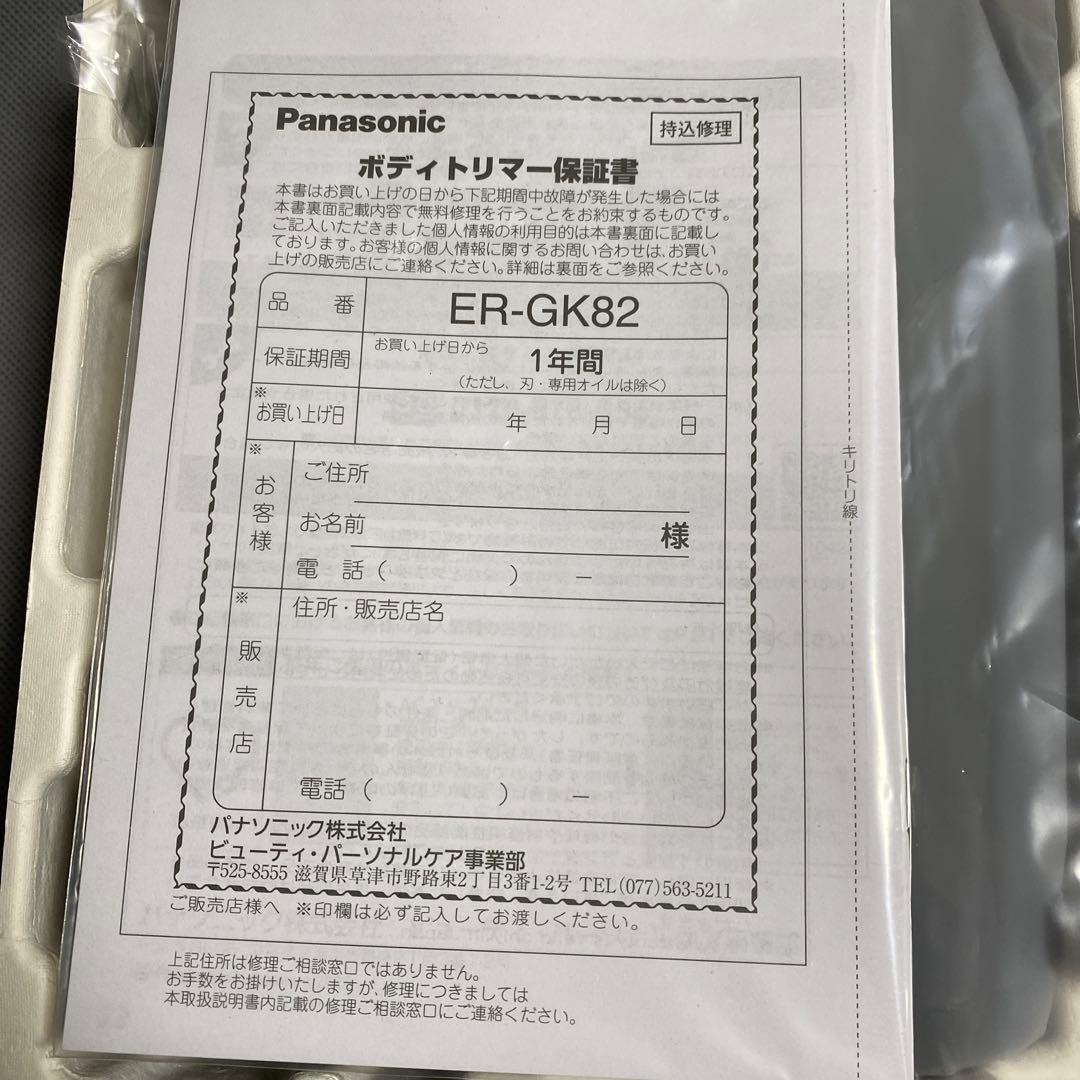 Panasonic
持込修理
ボディトリマー保証書
本書はお買い上げの日から下記期間中故障が発生した場合には
本書裏面記載内容で無料修理を行うことをお約束するものです。
ご記入いただきました個人情報の利用目的は本書裏面に記載し
ております。お客様の個人情報に関するお問い合わせは、お買い
上げの販売店にご連絡ください。詳細は裏面をご参照ください。
品番 ER-GK82
保証期間 お買い上げ日から 1年間
(ただし、刃・専用オイルは除く)
※
お買い上げ日 年 月 日
※
お客様
ご住所
お名前 様
電話( ) ー
※
販売店
住所・販売店名
電話( ) ー
パナソニック株式会社
ビューティ・パーソナルケア事業部
〒525-8555 滋賀県草津市野路東2丁目3番1-2号 TEL(077)563-5211
ご販売店様へ ※印欄は必ず記入してお渡しください。
上記住所は修理ご相談窓口ではありません。
お手数をお掛けいたしますが、修理につきましては
本取扱説明書内記載の修理ご相談窓口にご連絡ください。
キリトリ線